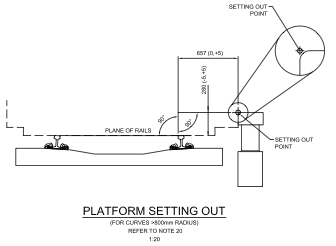 SETTING OUT
POINT
657 (0,+5)
280 (-5,+5)
90°
90°
PLANE OF RAILS
SETTING OUT
POINT
PLATFORM SETTING OUT
(FOR CURVES >800mm RADIUS)
REFER TO NOTE 20
1:20